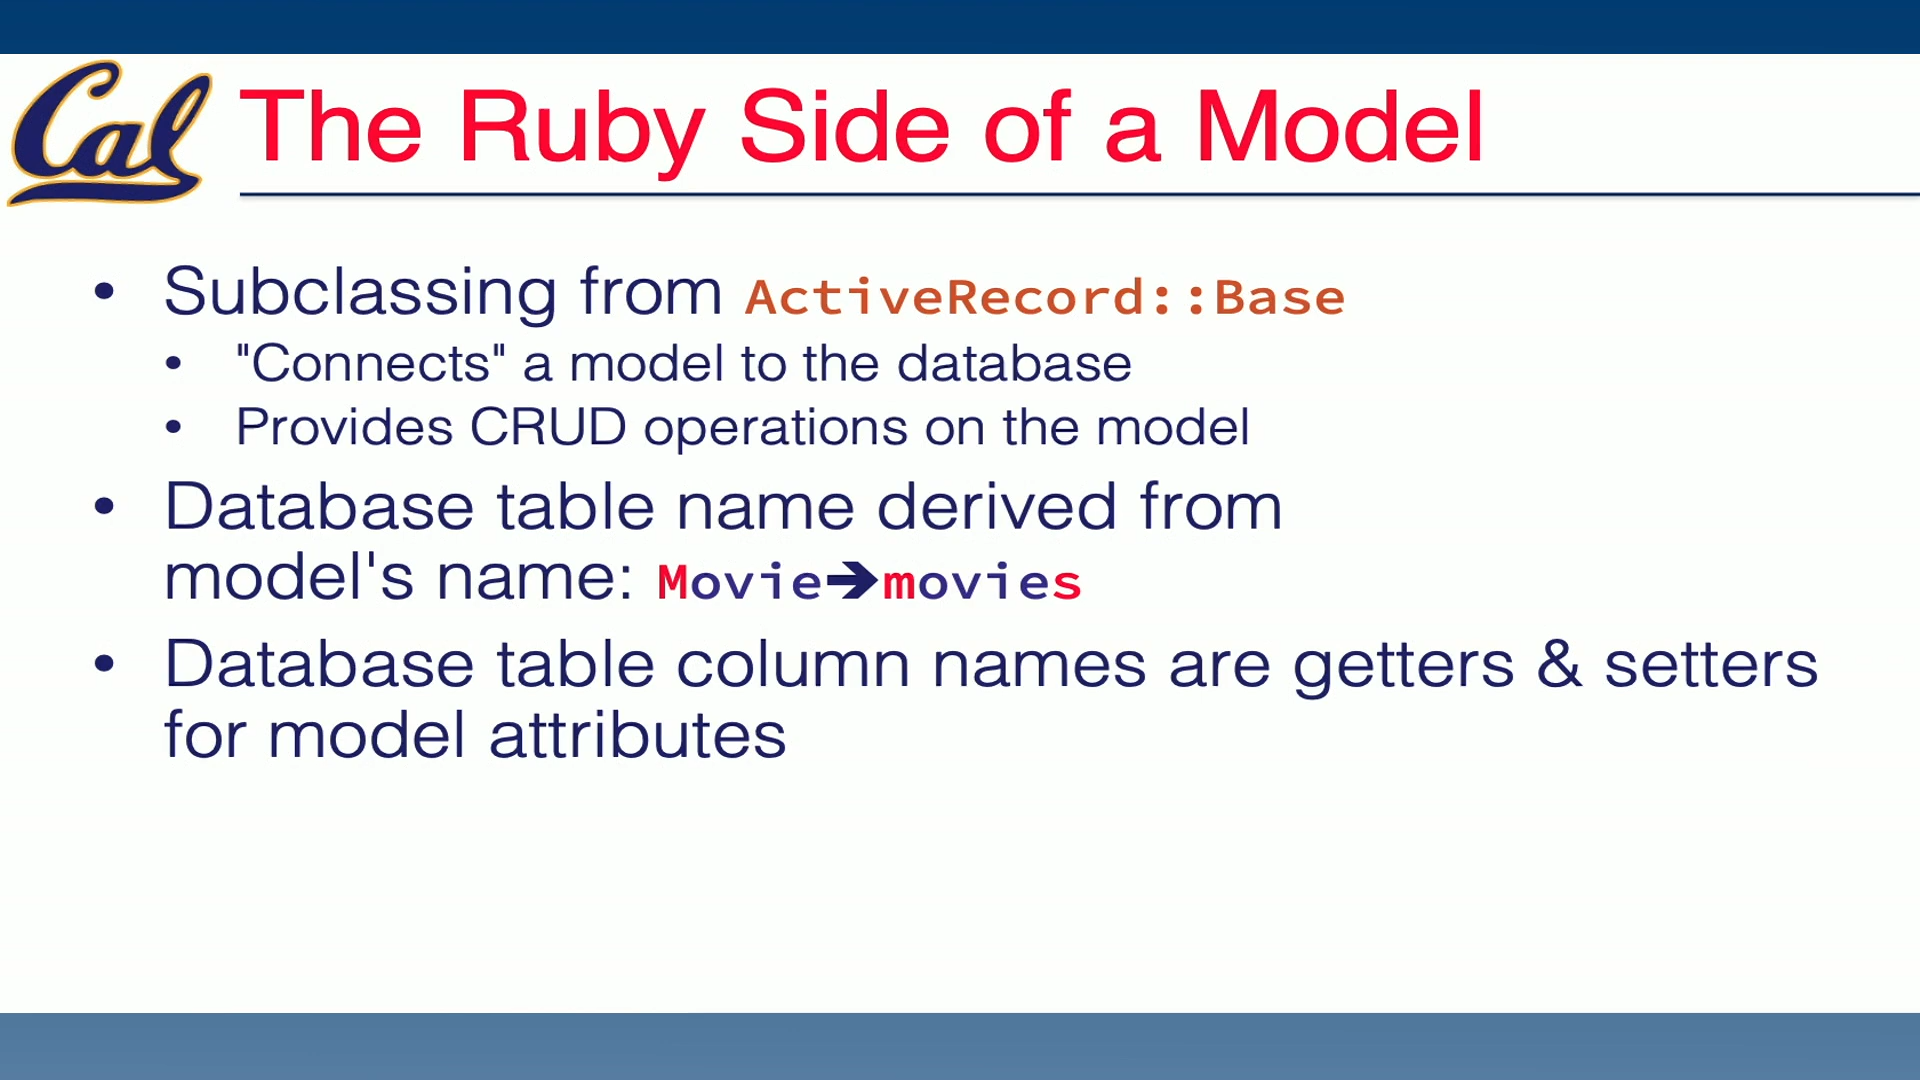 Cal
The Ruby Side of a Model
• Subclassing from ActiveRecord::Base
• "Connects" a model to the database
• Provides CRUD operations on the model
• Database table name derived from
model's name: Movie➔movies
• Database table column names are getters & setters
for model attributes